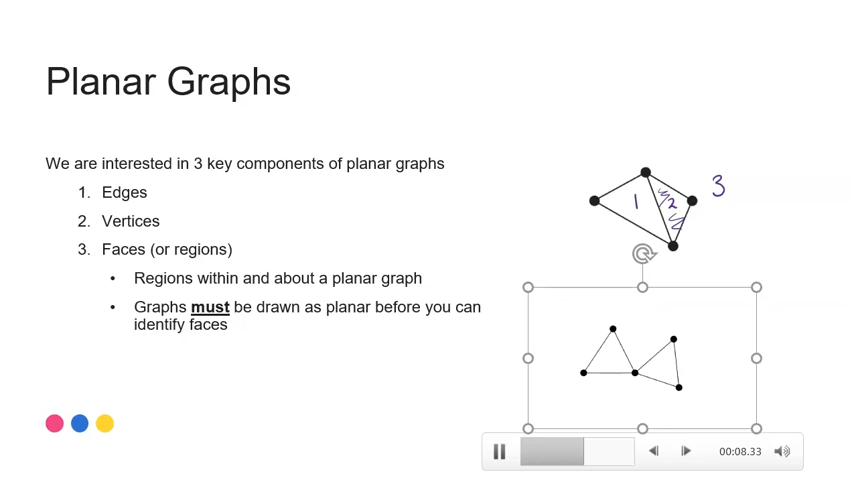 Planar Graphs
We are interested in 3 key components of planar graphs
1. Edges
2. Vertices
3. Faces (or regions)
• Regions within and about a planar graph
• Graphs must be drawn as planar before you can
identify faces
1
2
3
00:08.33